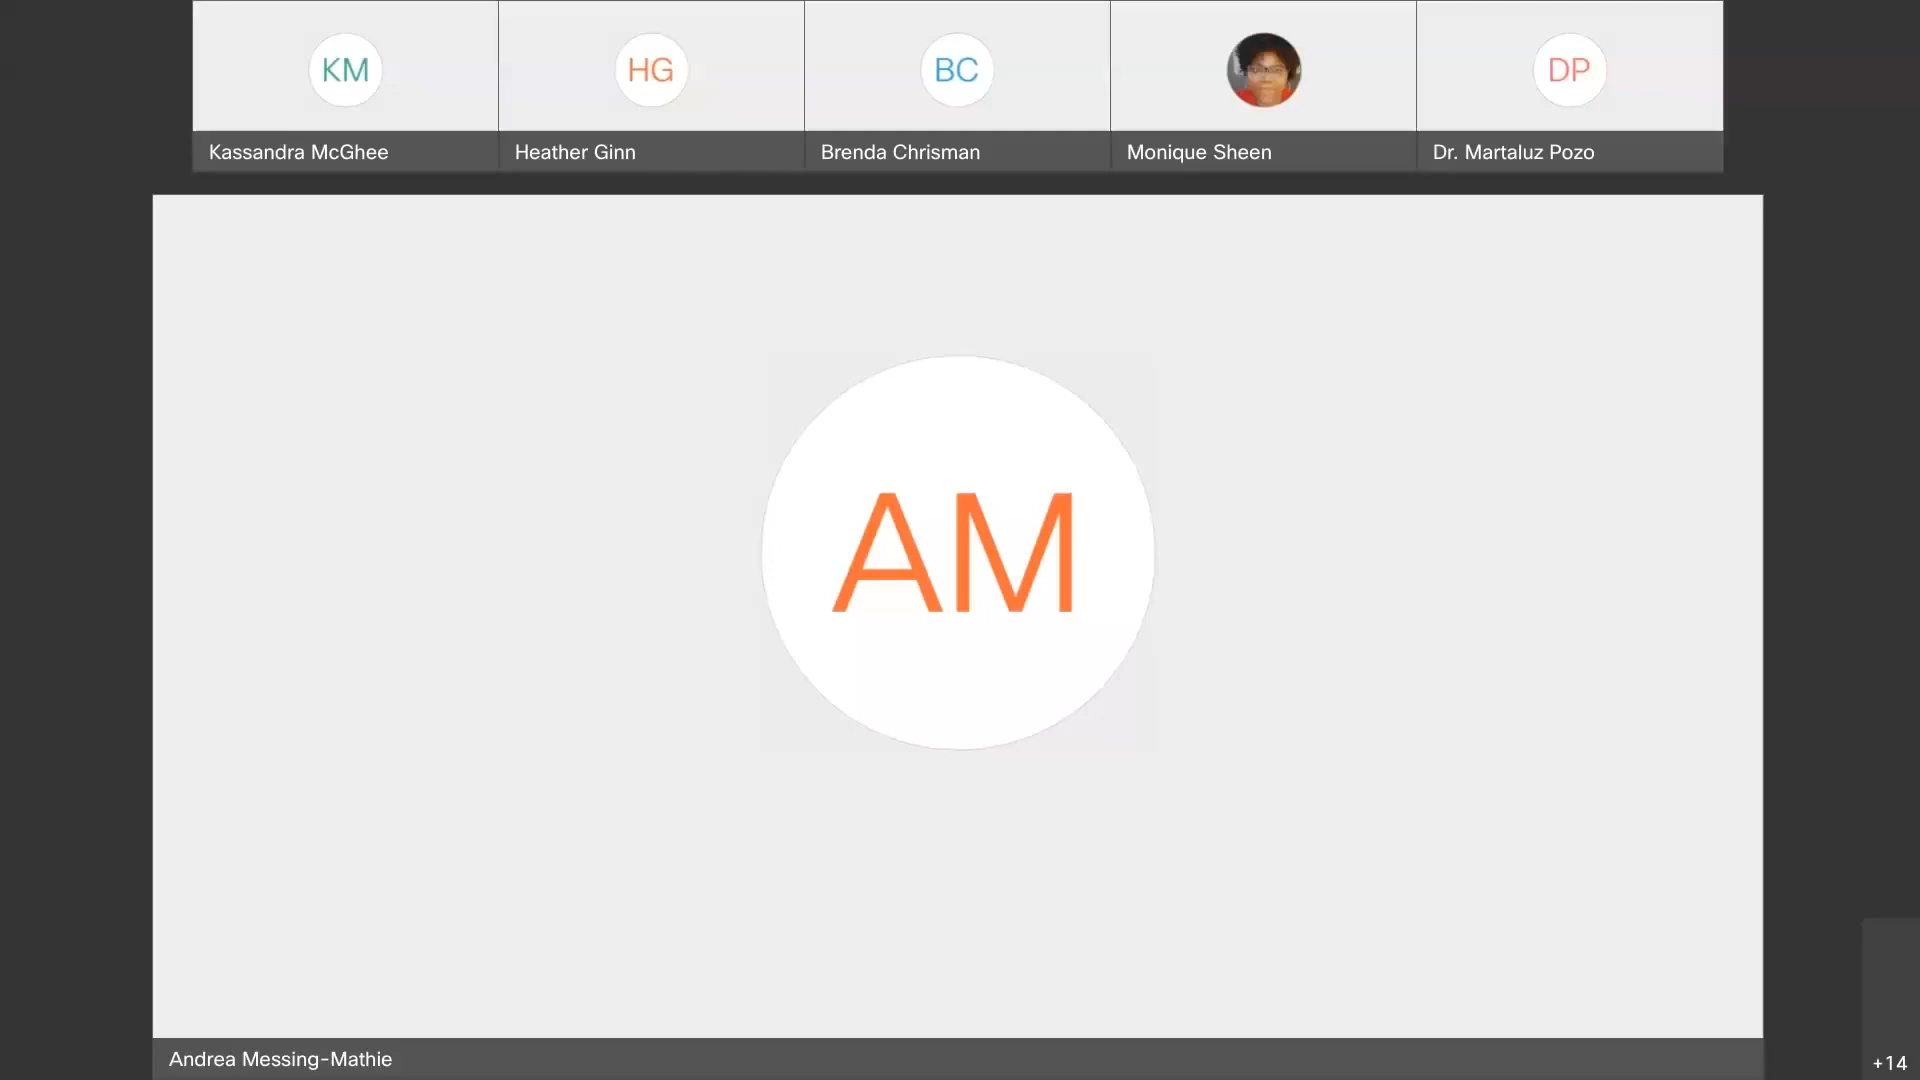 KM
HG
BC
DP
Kassandra McGhee
Heather Ginn
Brenda Chrisman
Monique Sheen
Dr. Martaluz Pozo
AM
Andrea Messing-Mathie
+14